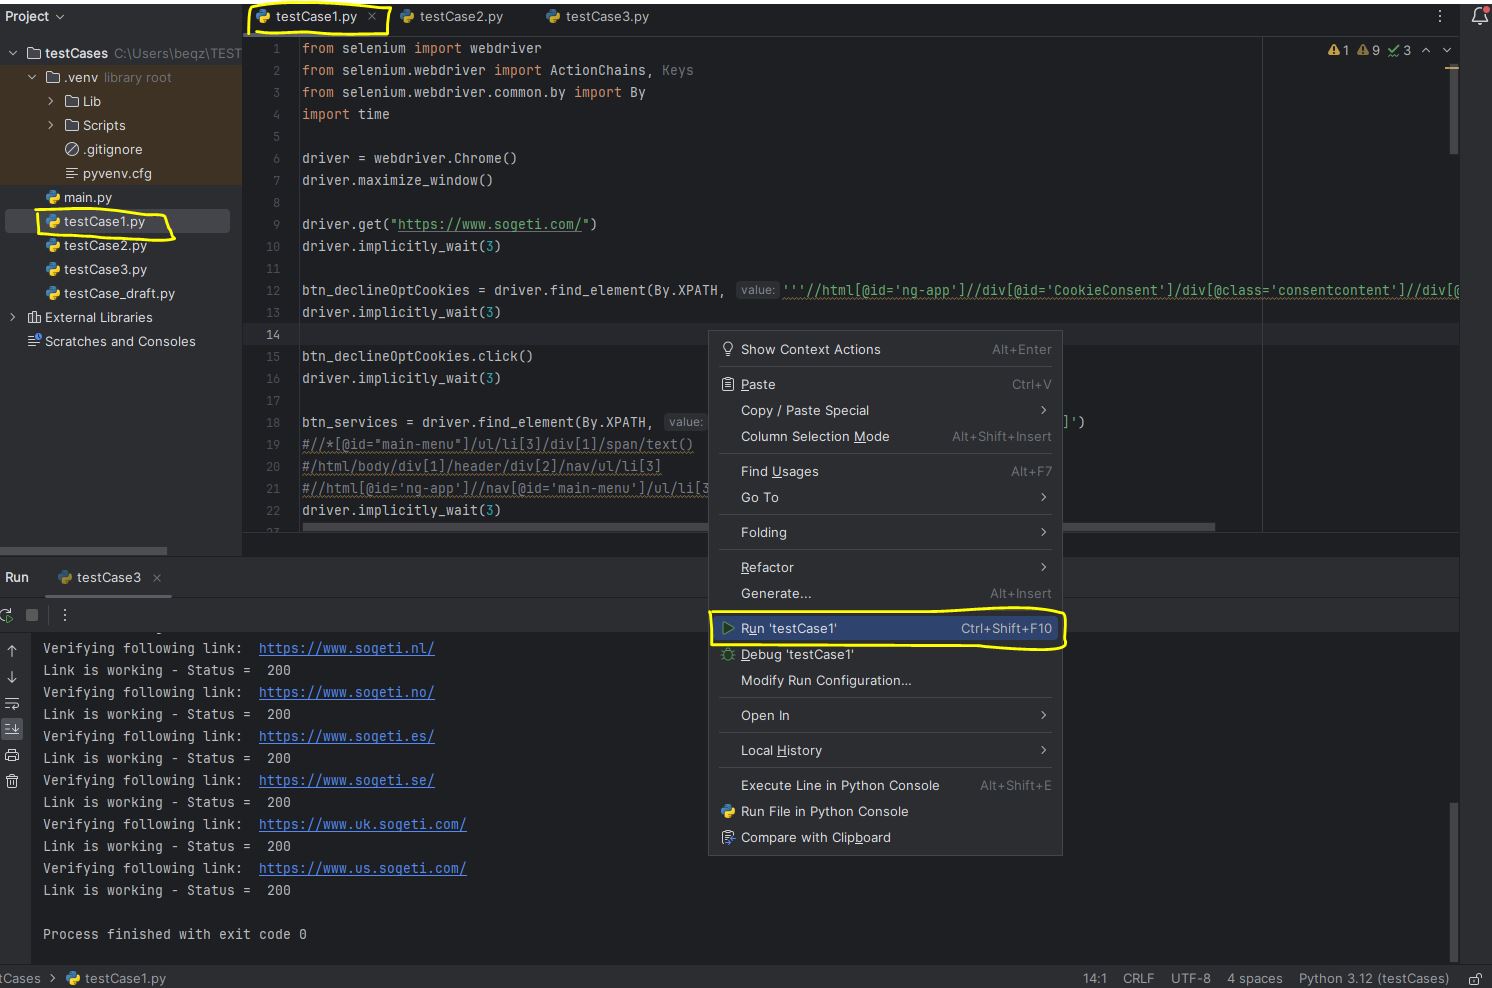 Project
testCases C:\Users\beqz\TEST
.venv library root
Lib
Scripts
.gitignore
pyvenv.cfg
main.py
testCase1.py
testCase2.py
testCase3.py
testCase_draft.py
External Libraries
Scratches and Consoles
testCase1.py testCase2.py testCase3.py
1 9 3
1 from selenium import webdriver
2 from selenium.webdriver import ActionChains, Keys
3 from selenium.webdriver.common.by import By
4 import time
5
6 driver = webdriver.Chrome()
7 driver.maximize_window()
8
9 driver.get("https://www.sogeti.com/")
10 driver.implicitly_wait(3)
11
12 btn_declineOptCookies = driver.find_element(By.XPATH, value: '''//html[@id='ng-app']//div[@id='CookieConsent']/div[@class='consentcontent']//div[@
13 driver.implicitly_wait(3)
14
15 btn_declineOptCookies.click()
16 driver.implicitly_wait(3)
17
18 btn_services = driver.find_element(By.XPATH, value: ]')
19 #//*[@id="main-menu"]/ul/li[3]/div[1]/span/text()
20 #/html/body/div[1]/header/div[2]/nav/ul/li[3]
21 #//html[@id='ng-app']//nav[@id='main-menu']/ul/li[3
22 driver.implicitly_wait(3)
23
Show Context Actions Alt+Enter
Paste Ctrl+V
Copy / Paste Special
Column Selection Mode Alt+Shift+Insert
Find Usages Alt+F7
Go To
Folding
Refactor
Generate... Alt+Insert
Run 'testCase1' Ctrl+Shift+F10
Debug 'testCase1'
Modify Run Configuration...
Open In
Local History
Execute Line in Python Console Alt+Shift+E
Run File in Python Console
Compare with Clipboard
Run testCase3
Verifying following link: https://www.sogeti.nl/
Link is working - Status = 200
Verifying following link: https://www.sogeti.no/
Link is working - Status = 200
Verifying following link: https://www.sogeti.es/
Link is working - Status = 200
Verifying following link: https://www.sogeti.se/
Link is working - Status = 200
Verifying following link: https://www.uk.sogeti.com/
Link is working - Status = 200
Verifying following link: https://www.us.sogeti.com/
Link is working - Status = 200
Process finished with exit code 0
tCases testCase1.py 14:1 CRLF UTF-8 4 spaces Python 3.12 (testCases)